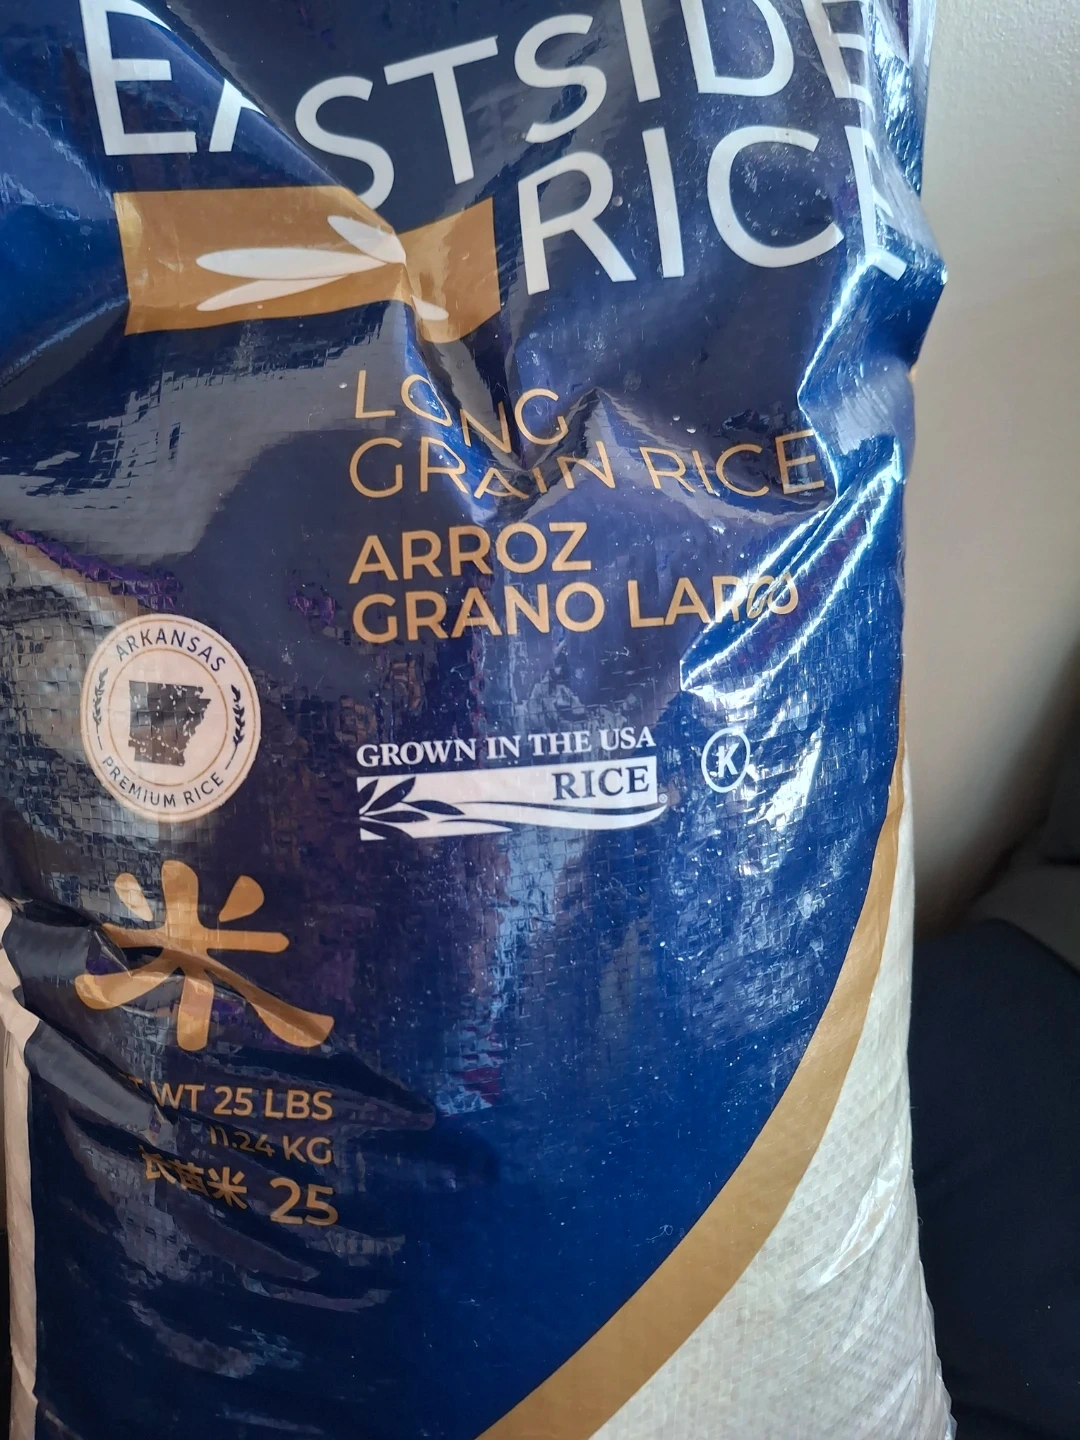 EASTSIDE
RICE
LONG
GRAIN RICE
ARROZ
GRANO LARGO
ARKANSAS
PREMIUM RICE
GROWN IN THE USA
RICE
K
米
WT 25 LBS
11.24 KG
米 25